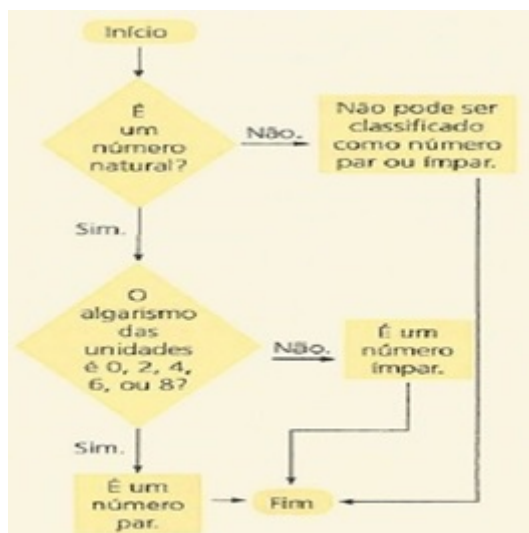 Início
É
um
número
natural?
Não.
Não pode ser
classificado
como número
par ou ímpar.
Sim.
O
algarismo
das
unidades
é 0, 2, 4,
6, ou 8?
Não.
É um
número
ímpar.
Sim.
É um
número
par.
Fim